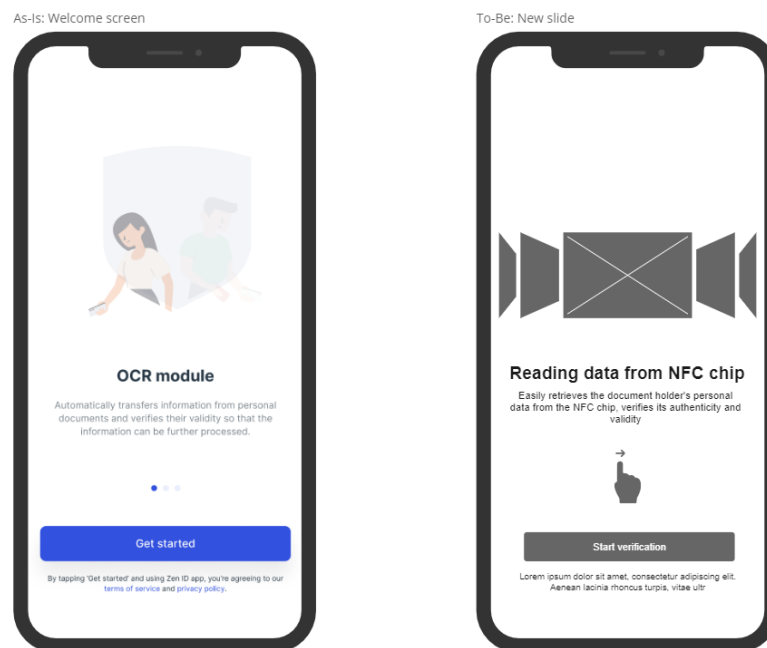 As-Is: Welcome screen
OCR module
Automatically transfers information from personal
documents and verifies their validity so that the
information can be further processed.
Get started
By tapping 'Get started' and using Zen ID app, you're agreeing to our
terms of service and privacy policy.
To-Be: New slide
Reading data from NFC chip
Easily retrieves the document holder's personal
data from the NFC chip, verifies its authenticity and
validity
Start verification
Lorem ipsum dolor sit amet, consectetur adipiscing elit.
Aenean lacinia rhoncus turpis, vitae ultr